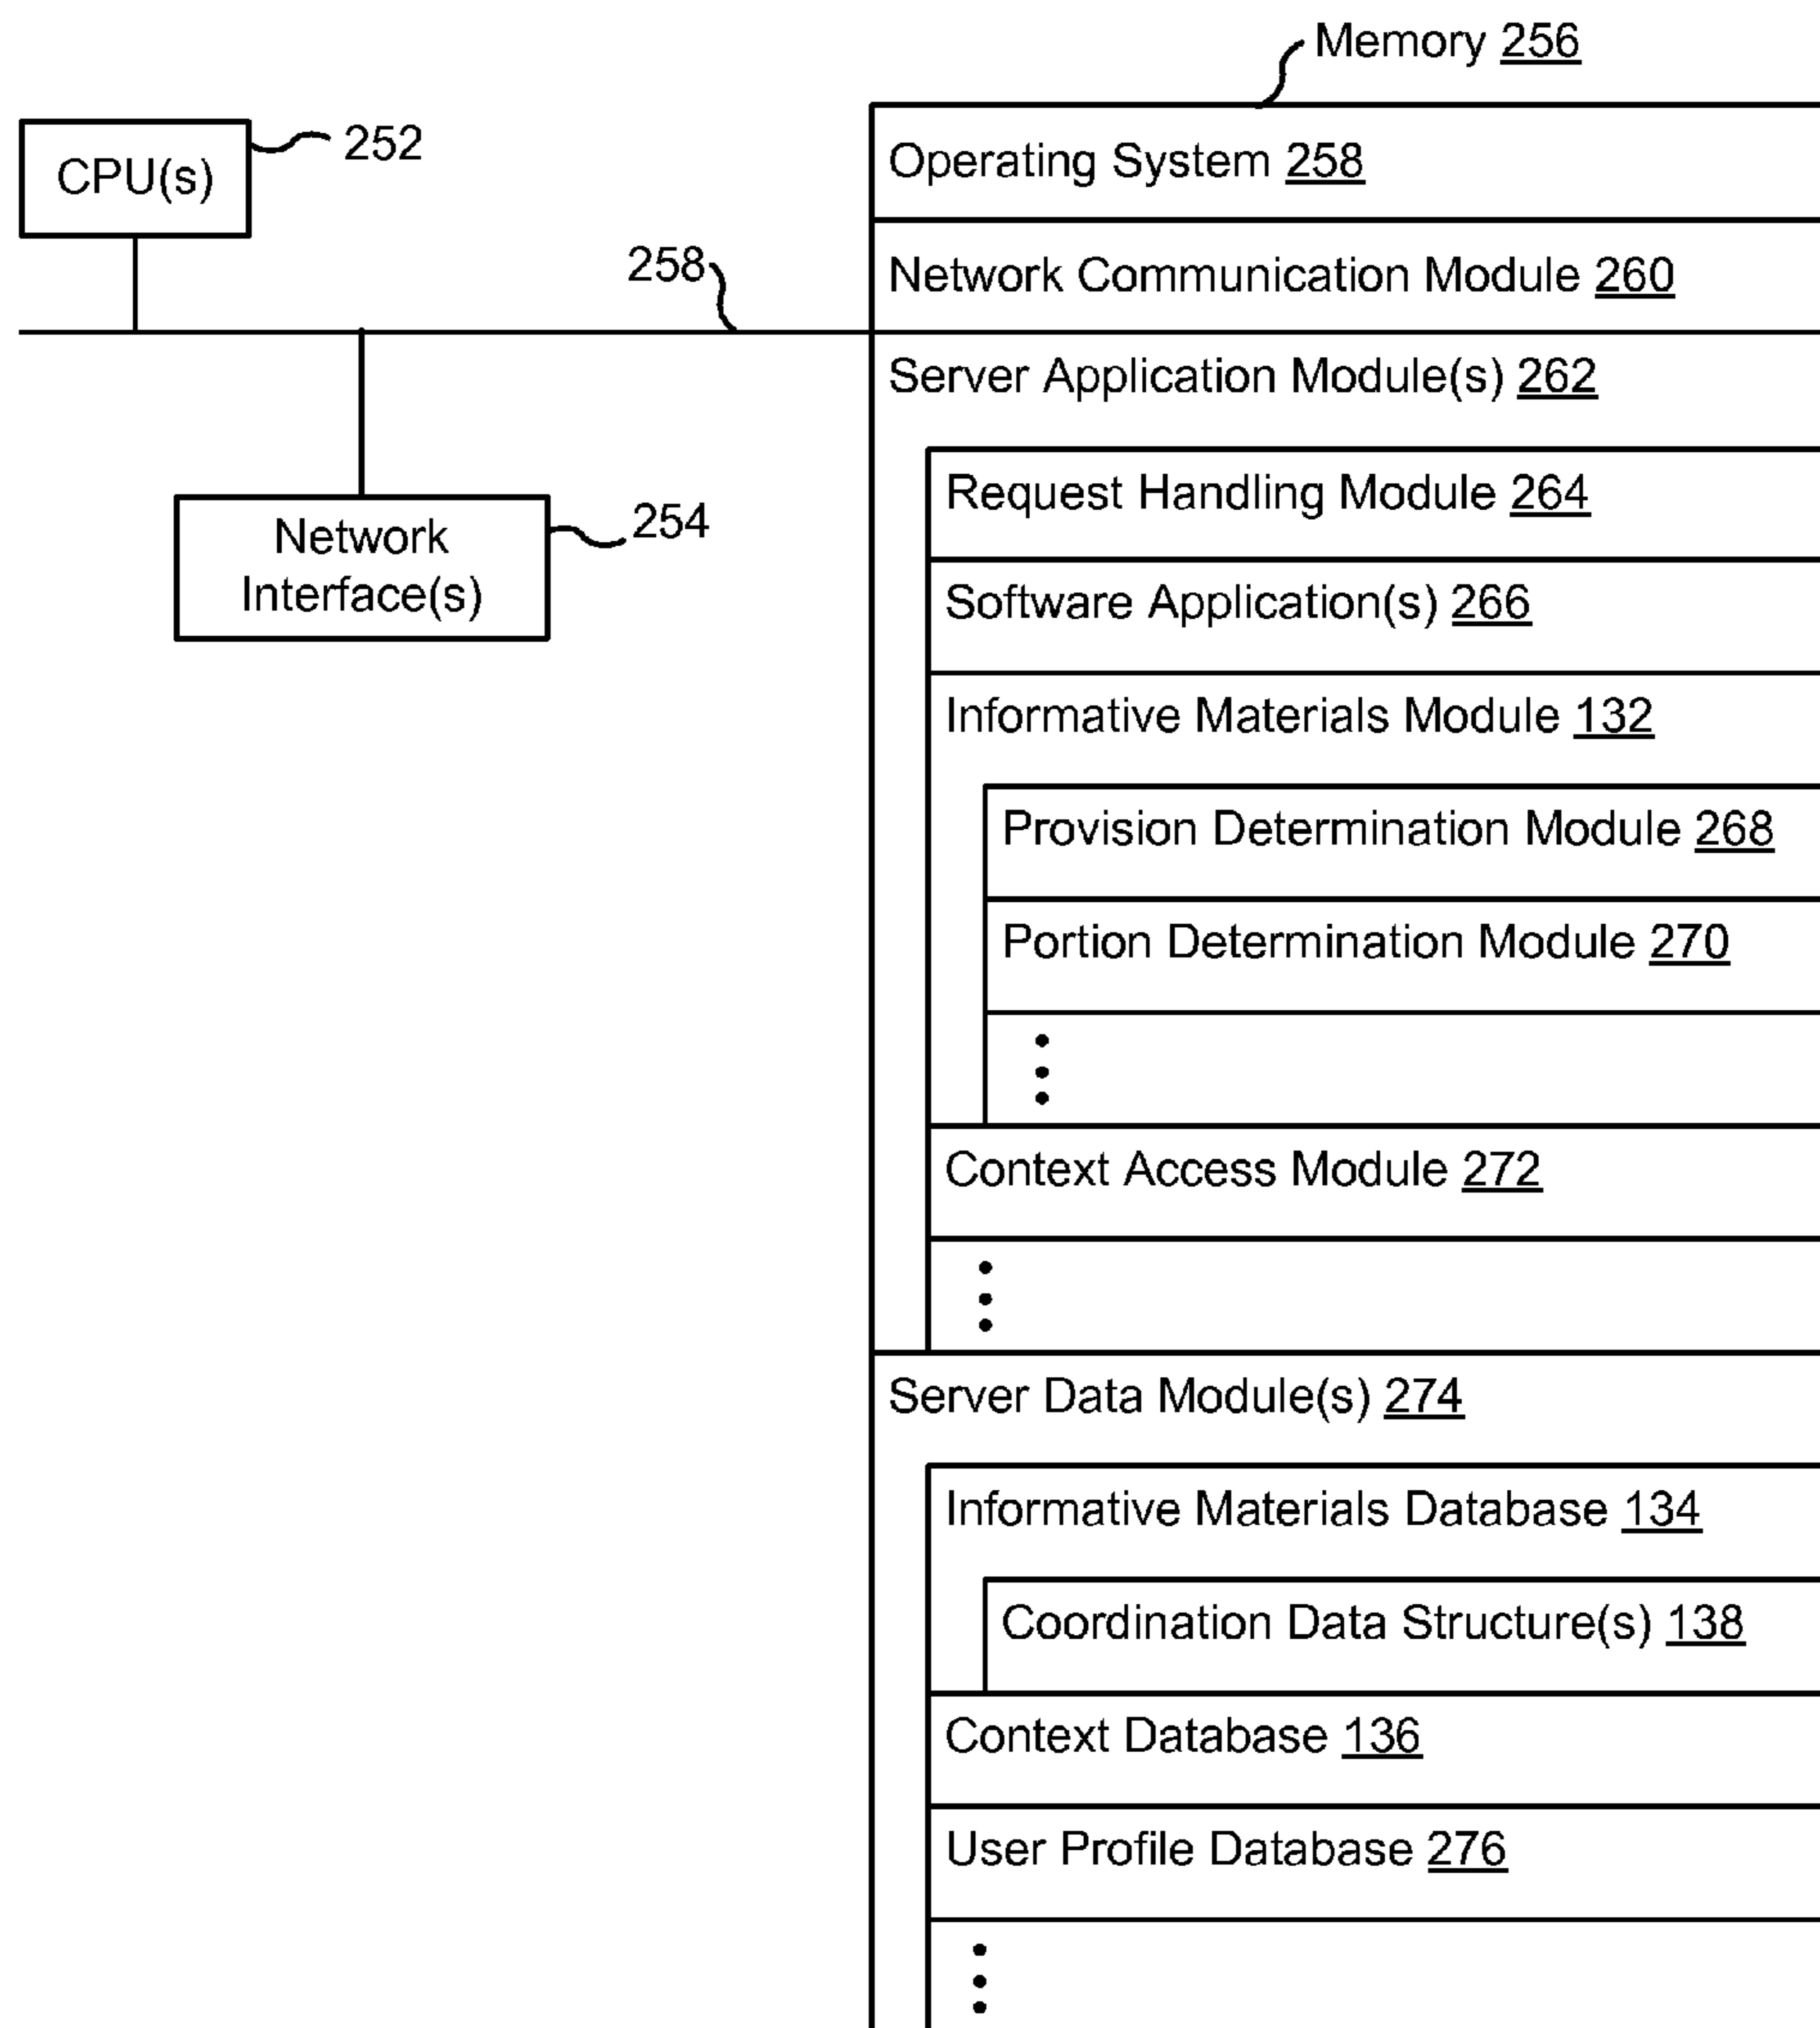 Memory 256
CPU(s)
252
Operating System 258
258
Network Communication Module 260
Server Application Module(s) 262
Network
Interface(s)
254
Request Handling Module 264
Software Application(s) 266
Informative Materials Module 132
Provision Determination Module 268
Portion Determination Module 270
Context Access Module 272
Server Data Module(s) 274
Informative Materials Database 134
Coordination Data Structure(s) 138
Context Database 136
User Profile Database 276